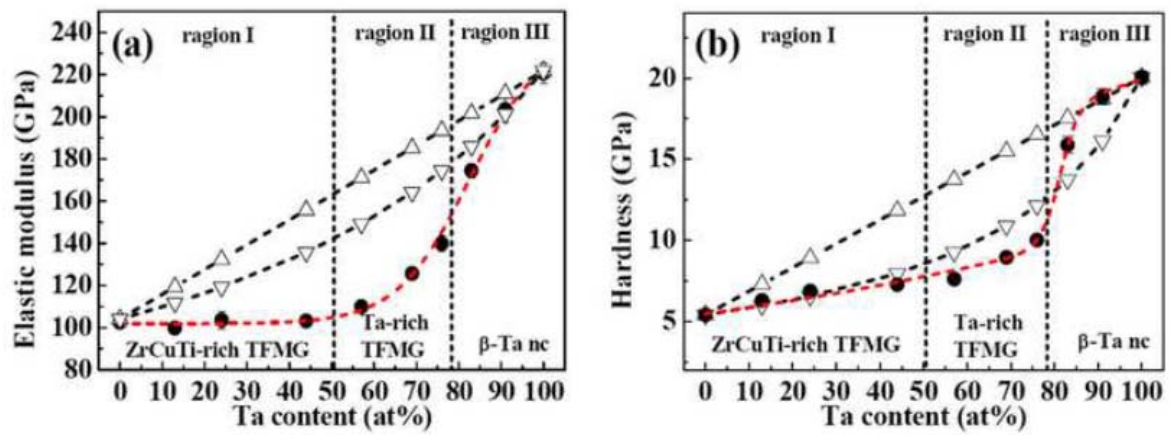 (a)
ragion I
ragion II
ragion III
Elastic modulus (GPa)
240
220
200
180
160
140
120
100
80
ZrCuTi-rich TFMG
Ta-rich
TFMG
β-Ta nc
0 10 20 30 40 50 60 70 80 90 100
Ta content (at%)
(b)
ragion I
ragion II
ragion III
Hardness (GPa)
20
15
10
5
ZrCuTi-rich TFMG
Ta-rich
TFMG
β-Ta nc
0 10 20 30 40 50 60 70 80 90 100
Ta content (at%)